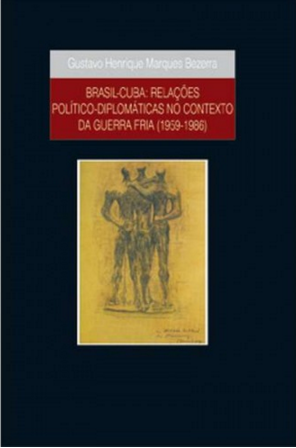 Gustavo Henrique Marques Bezerra
BRASIL-CUBA: RELAÇÕES
POLÍTICO-DIPLOMÁTICAS NO CONTEXTO
DA GUERRA FRIA (1959-1986)